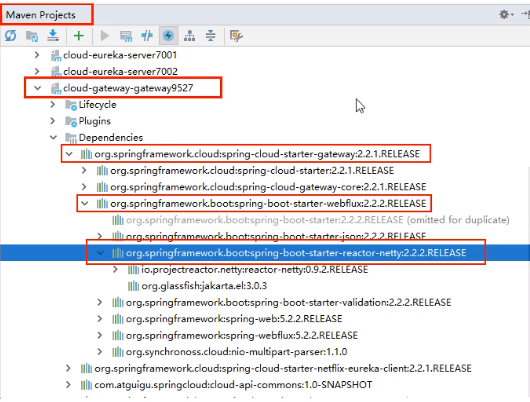 Maven Projects
cloud-eureka-server7001
cloud-eureka-server7002
cloud-gateway-gateway9527
Lifecycle
Plugins
Dependencies
org.springframework.cloud:spring-cloud-starter-gateway:2.2.1.RELEASE
org.springframework.cloud:spring-cloud-starter:2.2.1.RELEASE
org.springframework.cloud:spring-cloud-gateway-core:2.2.1.RELEASE
org.springframework.boot:spring-boot-starter-webflux:2.2.2.RELEASE
org.springframework.boot:spring-boot-starter:2.2.2.RELEASE (omitted for duplicate)
org.springframework.boot:spring-boot-starter-json:2.2.2.RELEASE
org.springframework.boot:spring-boot-starter-reactor-netty:2.2.2.RELEASE
io.projectreactor.netty:reactor-netty:0.9.2.RELEASE
org.glassfish:jakarta.el:3.0.3
org.springframework.boot:spring-boot-starter-validation:2.2.2.RELEASE
org.springframework:spring-web:5.2.2.RELEASE
org.springframework:spring-webflux:5.2.2.RELEASE
org.synchronoss.cloud:nio-multipart-parser:1.1.0
org.springframework.cloud:spring-cloud-starter-netflix-eureka-client:2.2.1.RELEASE
com.atguigu.springcloud:cloud-api-commons:1.0-SNAPSHOT